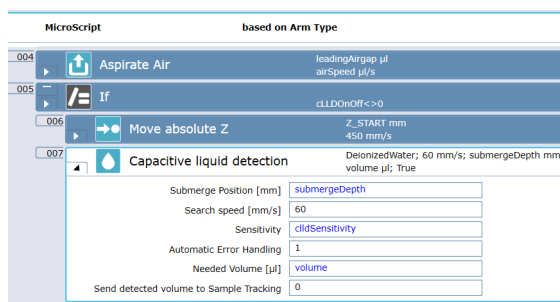 MicroScript based on Arm Type
004 Aspirate Air leadingAirgap µl
airSpeed µl/s
005 If cLLDOnOff<>0
006 Move absolute Z Z_START mm
450 mm/s
007 Capacitive liquid detection DeionizedWater; 60 mm/s; submergeDepth mm
volume µl; True
Submerge Position [mm] submergeDepth
Search speed [mm/s] 60
Sensitivity clldSensitivity
Automatic Error Handling 1
Needed Volume [µl] volume
Send detected volume to Sample Tracking 0